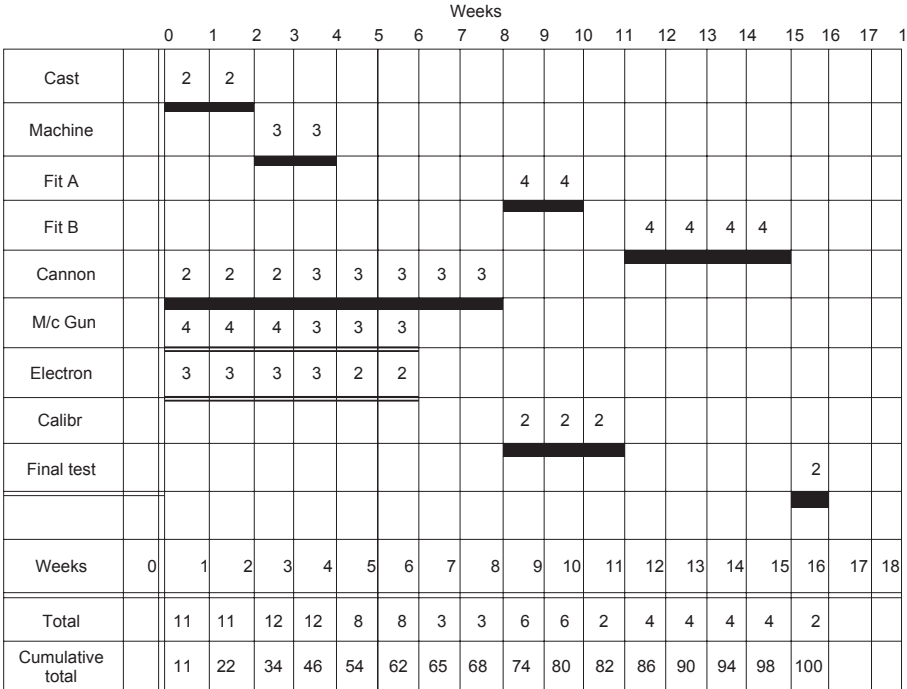 Weeks
0 1 2 3 4 5 6 7 8 9 10 11 12 13 14 15 16 17 1
Cast 2 2
Machine 3 3
Fit A 4 4
Fit B 4 4 4 4
Cannon 2 2 2 3 3 3 3 3
M/c Gun 4 4 4 3 3 3
Electron 3 3 3 3 2 2
Calibr 2 2 2
Final test 2
Weeks 0 1 2 3 4 5 6 7 8 9 10 11 12 13 14 15 16 17 18
Total 11 11 12 12 8 8 3 3 6 6 2 4 4 4 4 2
Cumulative
total 11 22 34 46 54 62 65 68 74 80 82 86 90 94 98 100